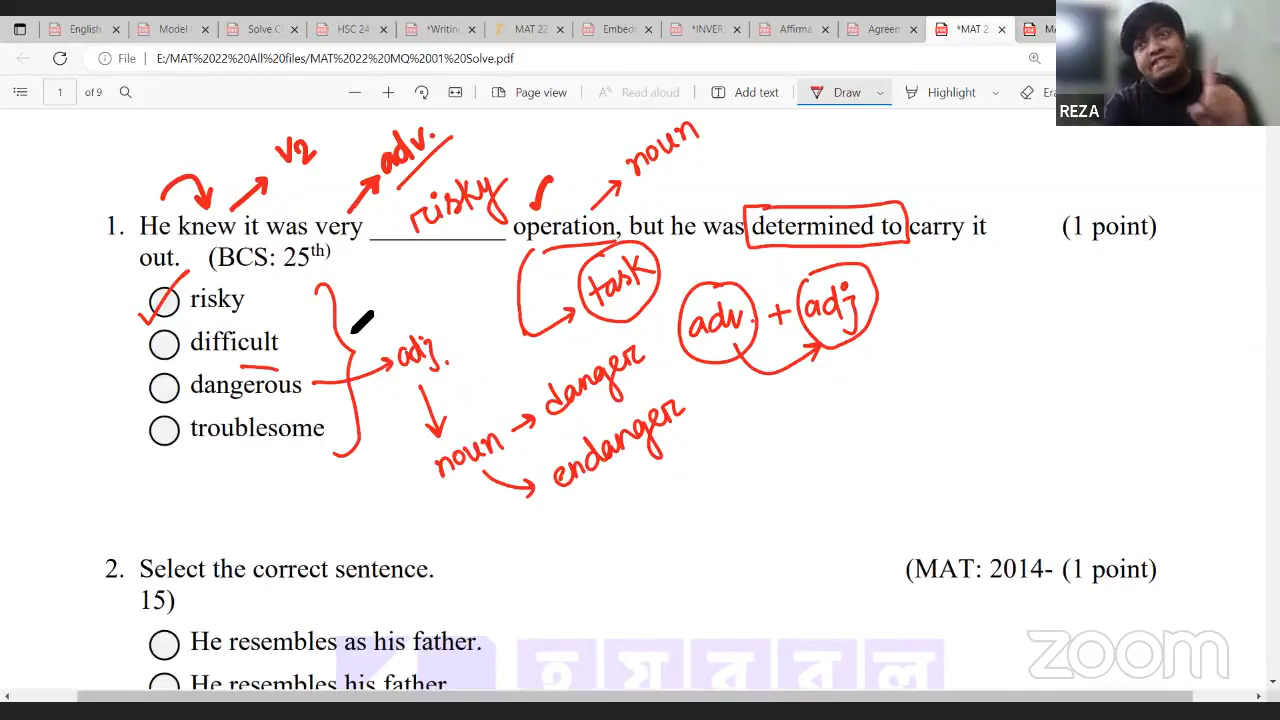 English
Model
Solve C
HSC 24
*Writing
MAT 22
Embed
*INVER
Affirma
Agreem
*MAT 2
MA
File E:/MAT%2022%20All%20files/MAT%2022%20MQ%2001%20Solve.pdf
1 of 9 Page view Read aloud Add text Draw Highlight Era
REZA
v2 adv. risky noun
1. He knew it was very __________ operation, but he was determined to carry it (1 point)
out. (BCS: 25th)
risky
difficult
dangerous
troublesome
task
adv. + adj
adj.
noun
danger
endanger
2. Select the correct sentence. (MAT: 2014- (1 point)
15)
He resembles as his father.
He resembles his father.
হ য ব র ল
zoom